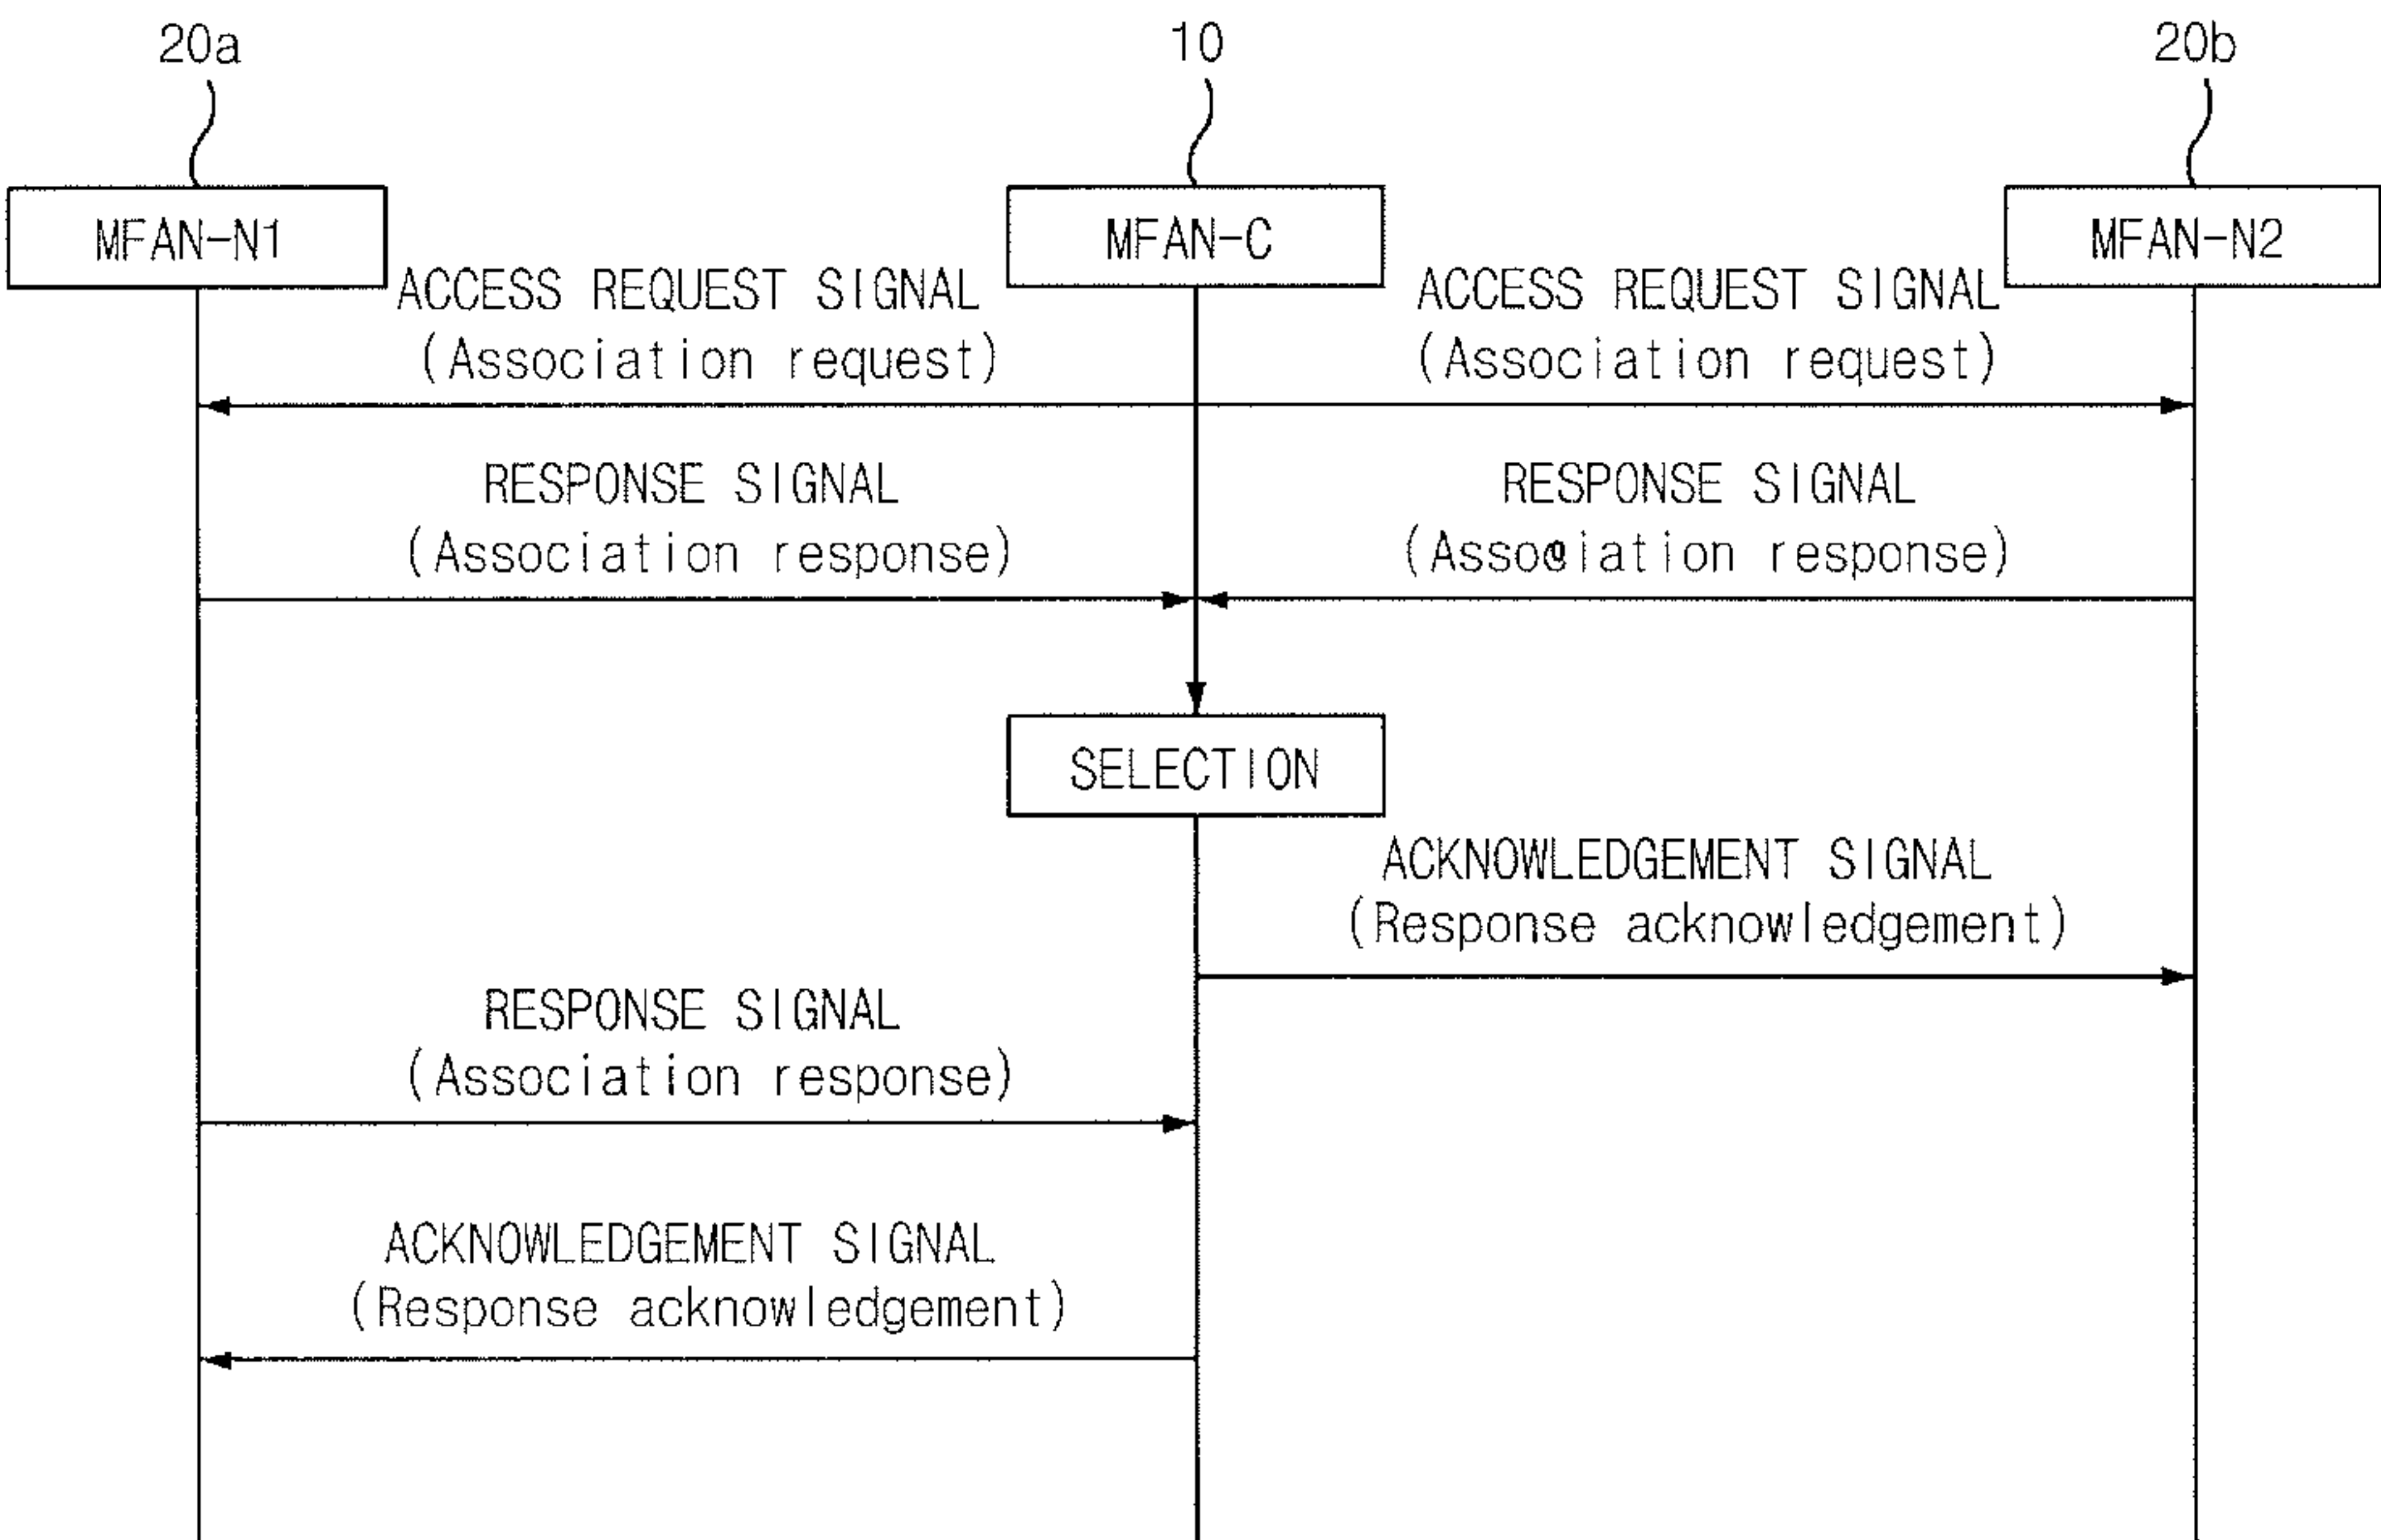 20a
10
20b
MFAN-N1
MFAN-C
MFAN-N2
ACCESS REQUEST SIGNAL
(Association request)
ACCESS REQUEST SIGNAL
(Association request)
RESPONSE SIGNAL
(Association response)
RESPONSE SIGNAL
(Association response)
SELECTION
ACKNOWLEDGEMENT SIGNAL
(Response acknowledgement)
RESPONSE SIGNAL
(Association response)
ACKNOWLEDGEMENT SIGNAL
(Response acknowledgement)